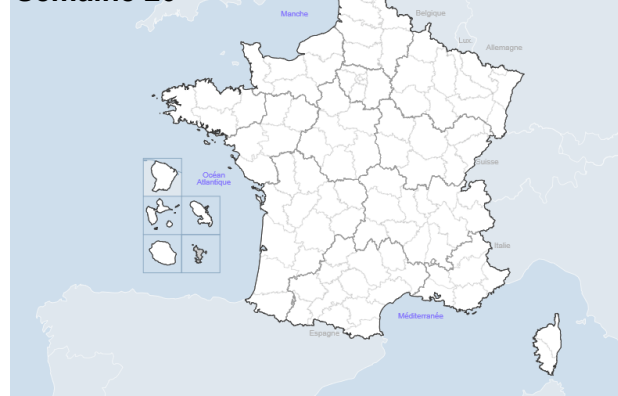 Manche
Belgique
Lux.
Allemagne
Suisse
Océan
Atlantique
Italie
Méditerranée
Espagne